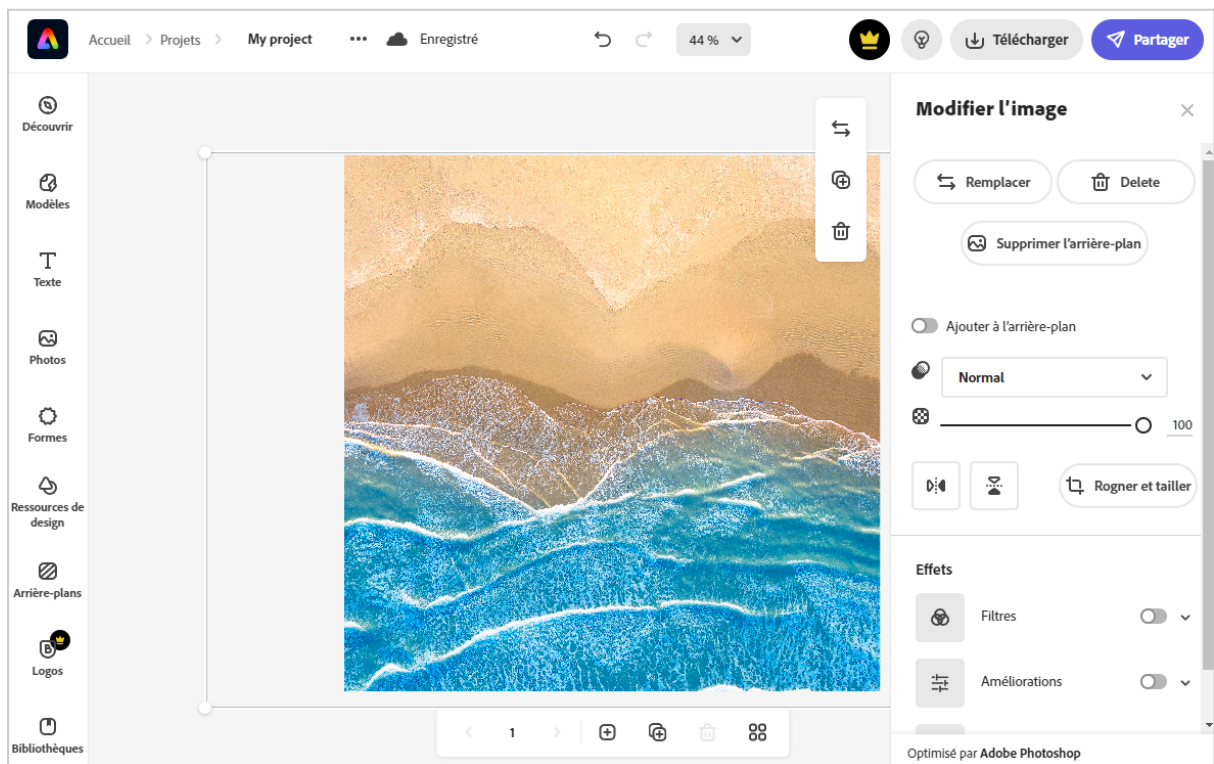 Accueil > Projets > My project ••• Enregistré 44 % Télécharger Partager
Découvrir
Modèles
Texte
Photos
Formes
Ressources de
design
Arrière-plans
B
Logos
Bibliothèques
1
Modifier l'image
Remplacer Delete
Supprimer l'arrière-plan
Ajouter à l'arrière-plan
Normal
100
Rogner et tailler
Effets
Filtres
Améliorations
Optimisé par Adobe Photoshop